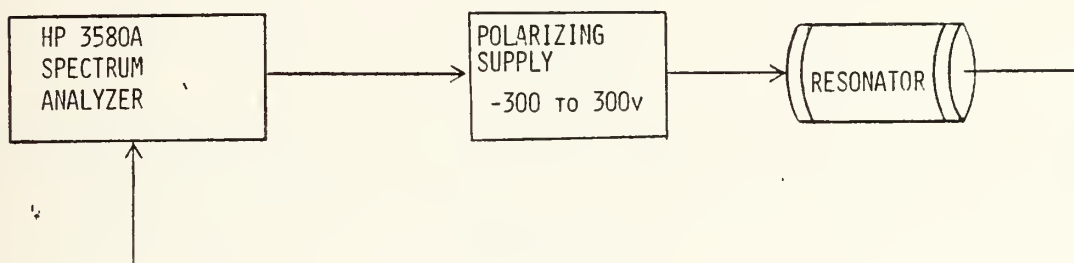 HP 3580A
SPECTRUM
ANALYZER
POLARIZING
SUPPLY
-300 TO 300V
RESONATOR